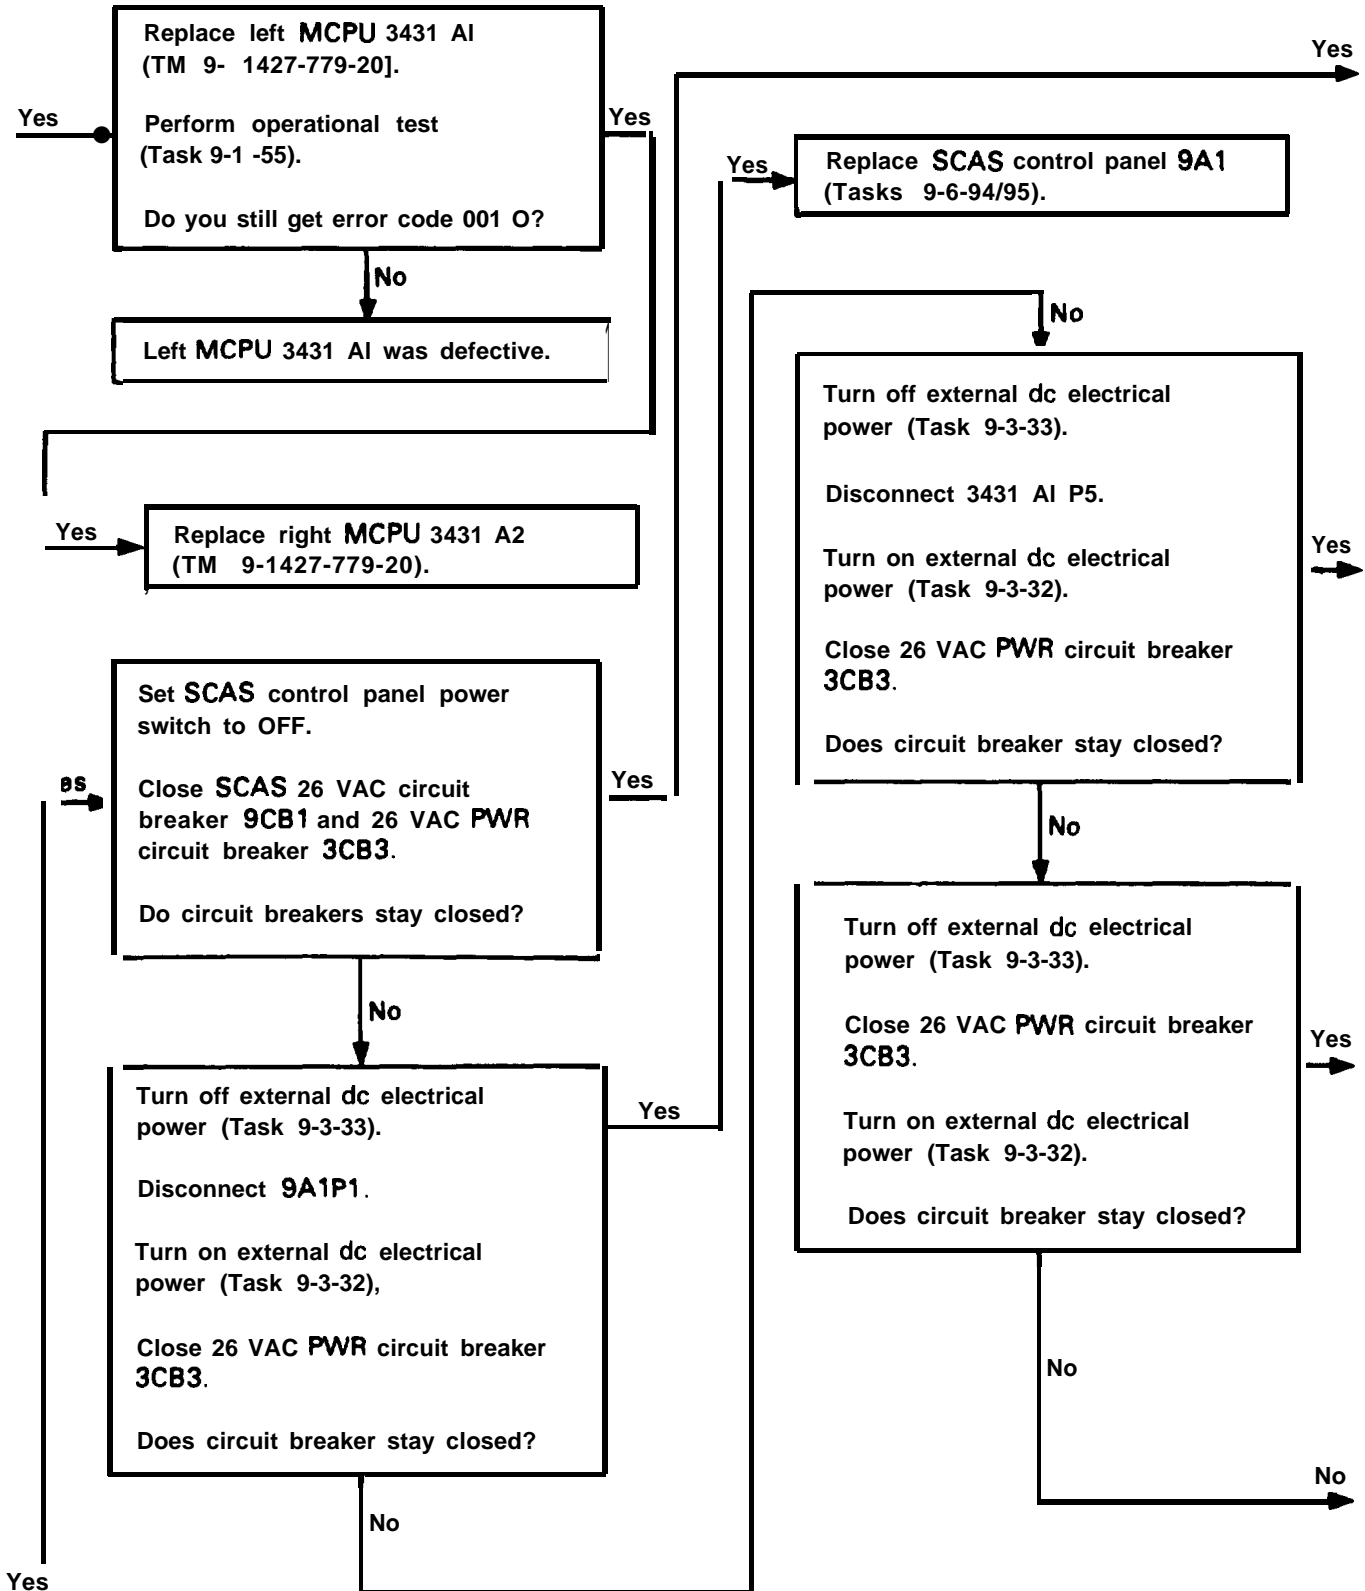 Replace left MCPU 3431 AI
(TM 9- 1427-779-20].
Yes
Perform operational test
(Task 9-1 -55).
Yes
Do you still get error code 001 O?
No
Left MCPU 3431 AI was defective.
Yes
Replace right MCPU 3431 A2
(TM 9-1427-779-20).
Set SCAS control panel power
switch to OFF.
es
Close SCAS 26 VAC circuit
breaker 9CB1 and 26 VAC PWR
circuit breaker 3CB3.
Yes
Do circuit breakers stay closed?
No
Turn off external dc electrical
power (Task 9-3-33).
Yes
Disconnect 9A1P1.
Turn on external dc electrical
power (Task 9-3-32),
Close 26 VAC PWR circuit breaker
3CB3.
Does circuit breaker stay closed?
No
Yes
Yes
Yes
Replace SCAS control panel 9A1
(Tasks 9-6-94/95).
No
Turn off external dc electrical
power (Task 9-3-33).
Disconnect 3431 AI P5.
Turn on external dc electrical
power (Task 9-3-32).
Yes
Close 26 VAC PWR circuit breaker
3CB3.
Does circuit breaker stay closed?
No
Turn off external dc electrical
power (Task 9-3-33).
Close 26 VAC PWR circuit breaker
3CB3.
Yes
Turn on external dc electrical
power (Task 9-3-32).
Does circuit breaker stay closed?
No
No